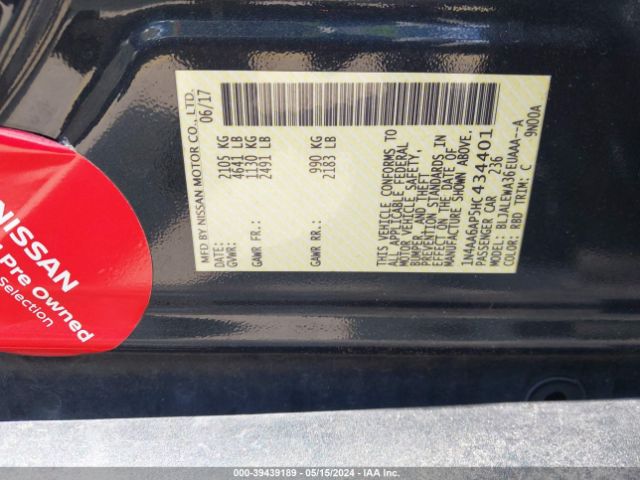 MFD BY NISSAN MOTOR CO., LTD.
DATE: 06/17
GVWR: 2105 KG
4641 LB
GAWR FR.: 1130 KG
2491 LB
GAWR RR.: 990 KG
2183 LB
THIS VEHICLE CONFORMS TO
ALL APPLICABLE FEDERAL
MOTOR VEHICLE SAFETY,
BUMPER, AND THEFT
PREVENTION STANDARDS IN
EFFECT ON THE DATE OF
MANUFACTURE SHOWN ABOVE.
1N4AA6AP5HC434401
PASSENGER CAR 236
MODEL: BLJALEWA36EUAAA--A
COLOR: RBD TRIM: C 9N00A
NISSAN
Pre Owned
selection
000-39439189 - 05/15/2024 - IAA Inc.